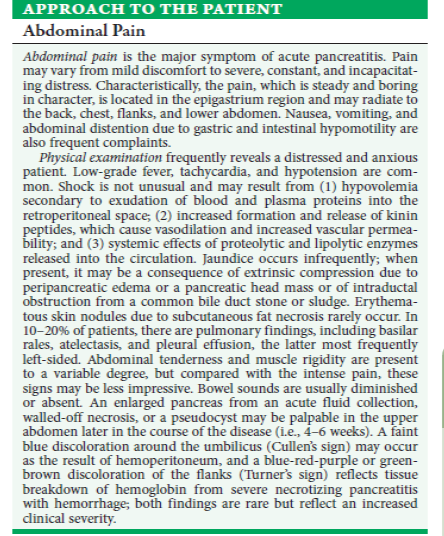 APPROACH TO THE PATIENT
Abdominal Pain
Abdominal pain is the major symptom of acute pancreatitis. Pain
may vary from mild discomfort to severe, constant, and incapacitat-
ing distress. Characteristically, the pain, which is steady and boring
in character, is located in the epigastrium region and may radiate to
the back, chest, flanks, and lower abdomen. Nausea, vomiting, and
abdominal distention due to gastric and intestinal hypomotility are
also frequent complaints.
Physical examination frequently reveals a distressed and anxious
patient. Low-grade fever, tachycardia, and hypotension are com-
mon. Shock is not unusual and may result from (1) hypovolemia
secondary to exudation of blood and plasma proteins into the
retroperitoneal space; (2) increased formation and release of kinin
peptides, which cause vasodilation and increased vascular permea-
bility; and (3) systemic effects of proteolytic and lipolytic enzymes
released into the circulation. Jaundice occurs infrequently; when
present, it may be a consequence of extrinsic compression due to
peripancreatic edema or a pancreatic head mass or of intraductal
obstruction from a common bile duct stone or sludge. Erythema-
tous skin nodules due to subcutaneous fat necrosis rarely occur. In
10–20% of patients, there are pulmonary findings, including basilar
rales, atelectasis, and pleural effusion, the latter most frequently
left-sided. Abdominal tenderness and muscle rigidity are present
to a variable degree, but compared with the intense pain, these
signs may be less impressive. Bowel sounds are usually diminished
or absent. An enlarged pancreas from an acute fluid collection,
walled-off necrosis, or a pseudocyst may be palpable in the upper
abdomen later in the course of the disease (i.e., 4–6 weeks). A faint
blue discoloration around the umbilicus (Cullen's sign) may occur
as the result of hemoperitoneum, and a blue-red-purple or green-
brown discoloration of the flanks (Turner's sign) reflects tissue
breakdown of hemoglobin from severe necrotizing pancreatitis
with hemorrhage; both findings are rare but reflect an increased
clinical severity.